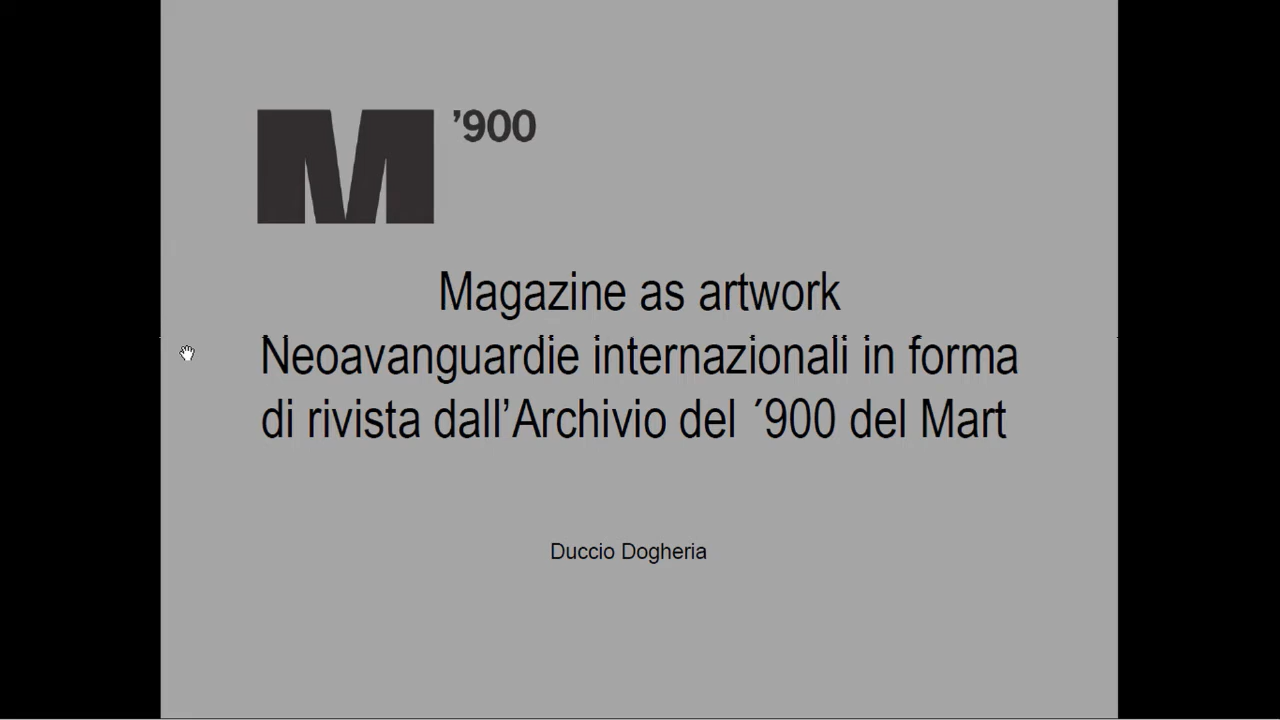 M ’900
Magazine as artwork
Neoavanguardie internazionali in forma
di rivista dall’Archivio del ´900 del Mart
Duccio Dogheria